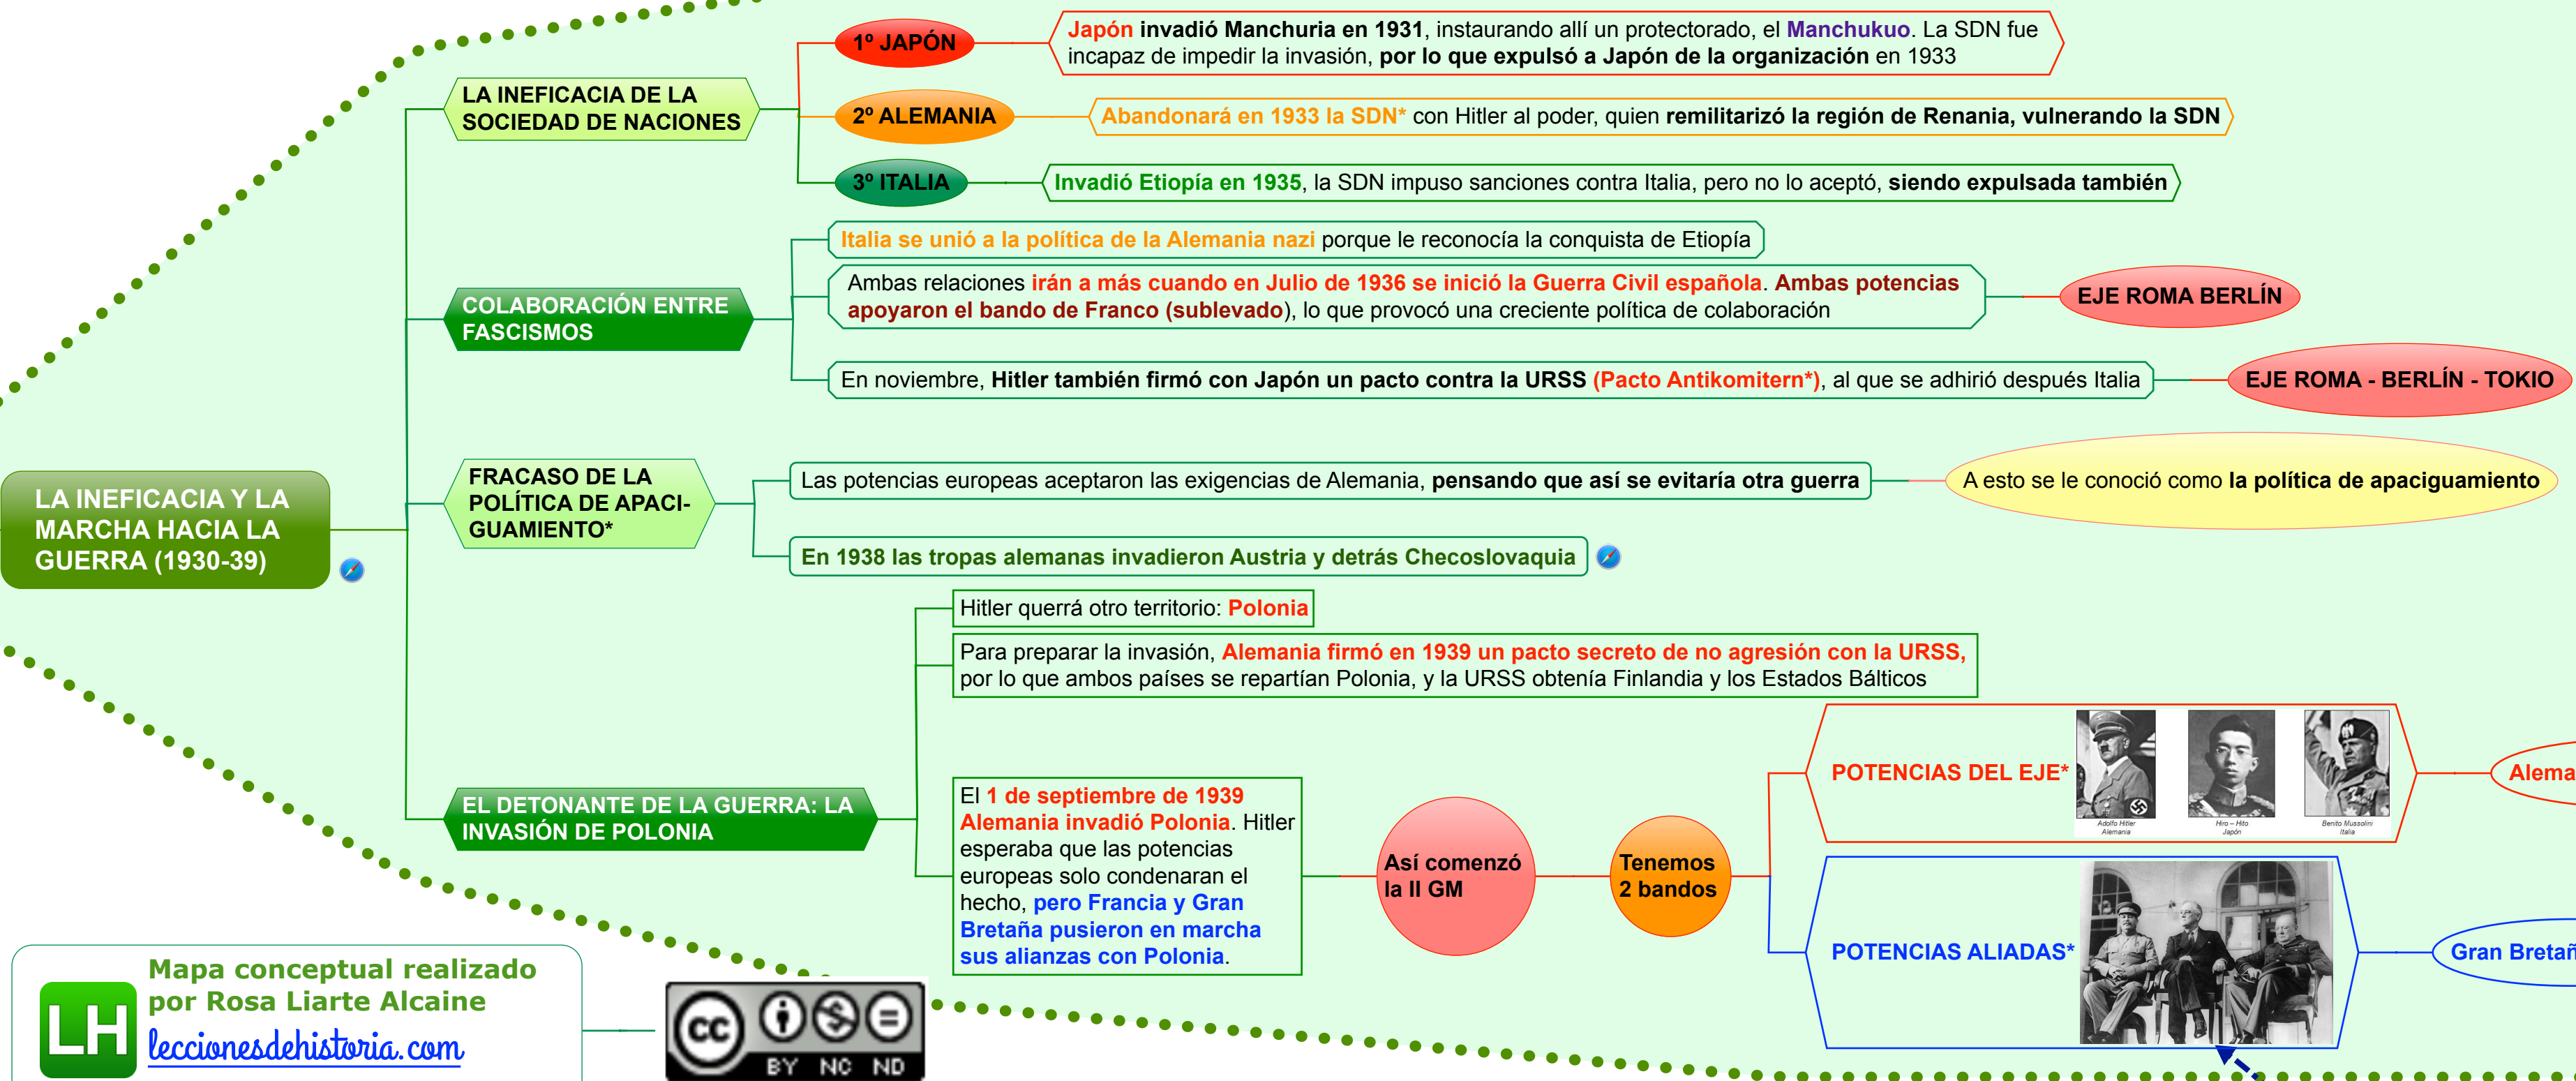 1º JAPÓN
Japón invadió Manchuria en 1931, instaurando allí un protectorado, el Manchukuo. La SDN fue
incapaz de impedir la invasión, por lo que expulsó a Japón de la organización en 1933
LA INEFICACIA DE LA
SOCIEDAD DE NACIONES
2º ALEMANIA
Abandonará en 1933 la SDN* con Hitler al poder, quien remilitarizó la región de Renania, vulnerando la SDN
3º ITALIA
Invadió Etiopía en 1935, la SDN impuso sanciones contra Italia, pero no lo aceptó, siendo expulsada también
Italia se unió a la política de la Alemania nazi porque le reconocía la conquista de Etiopía
COLABORACIÓN ENTRE
FASCISMOS
Ambas relaciones irán a más cuando en Julio de 1936 se inició la Guerra Civil española. Ambas potencias
apoyaron el bando de Franco (sublevado), lo que provocó una creciente política de colaboración
EJE ROMA BERLÍN
En noviembre, Hitler también firmó con Japón un pacto contra la URSS (Pacto Antikomitern*), al que se adhirió después Italia
EJE ROMA - BERLÍN - TOKIO
LA INEFICACIA Y LA
MARCHA HACIA LA
GUERRA (1930-39)
FRACASO DE LA
POLÍTICA DE APACI-
GUAMIENTO*
Las potencias europeas aceptaron las exigencias de Alemania, pensando que así se evitaría otra guerra
A esto se le conoció como la política de apaciguamiento
En 1938 las tropas alemanas invadieron Austria y detrás Checoslovaquia
Hitler querrá otro territorio: Polonia
Para preparar la invasión, Alemania firmó en 1939 un pacto secreto de no agresión con la URSS,
por lo que ambos países se repartían Polonia, y la URSS obtenía Finlandia y los Estados Bálticos
EL DETONANTE DE LA GUERRA: LA
INVASIÓN DE POLONIA
El 1 de septiembre de 1939
Alemania invadió Polonia. Hitler
esperaba que las potencias
europeas solo condenaran el
hecho, pero Francia y Gran
Bretaña pusieron en marcha
sus alianzas con Polonia.
Así comenzó
la II GM
Tenemos
2 bandos
POTENCIAS DEL EJE*
Adolfo Hitler
Alemania
Hiro – Hito
Japón
Benito Mussolini
Italia
Alema
POTENCIAS ALIADAS*
Gran Bretañ
LH
Mapa conceptual realizado
por Rosa Liarte Alcaine
leccionesdehistoria.com
cc
BY NC ND